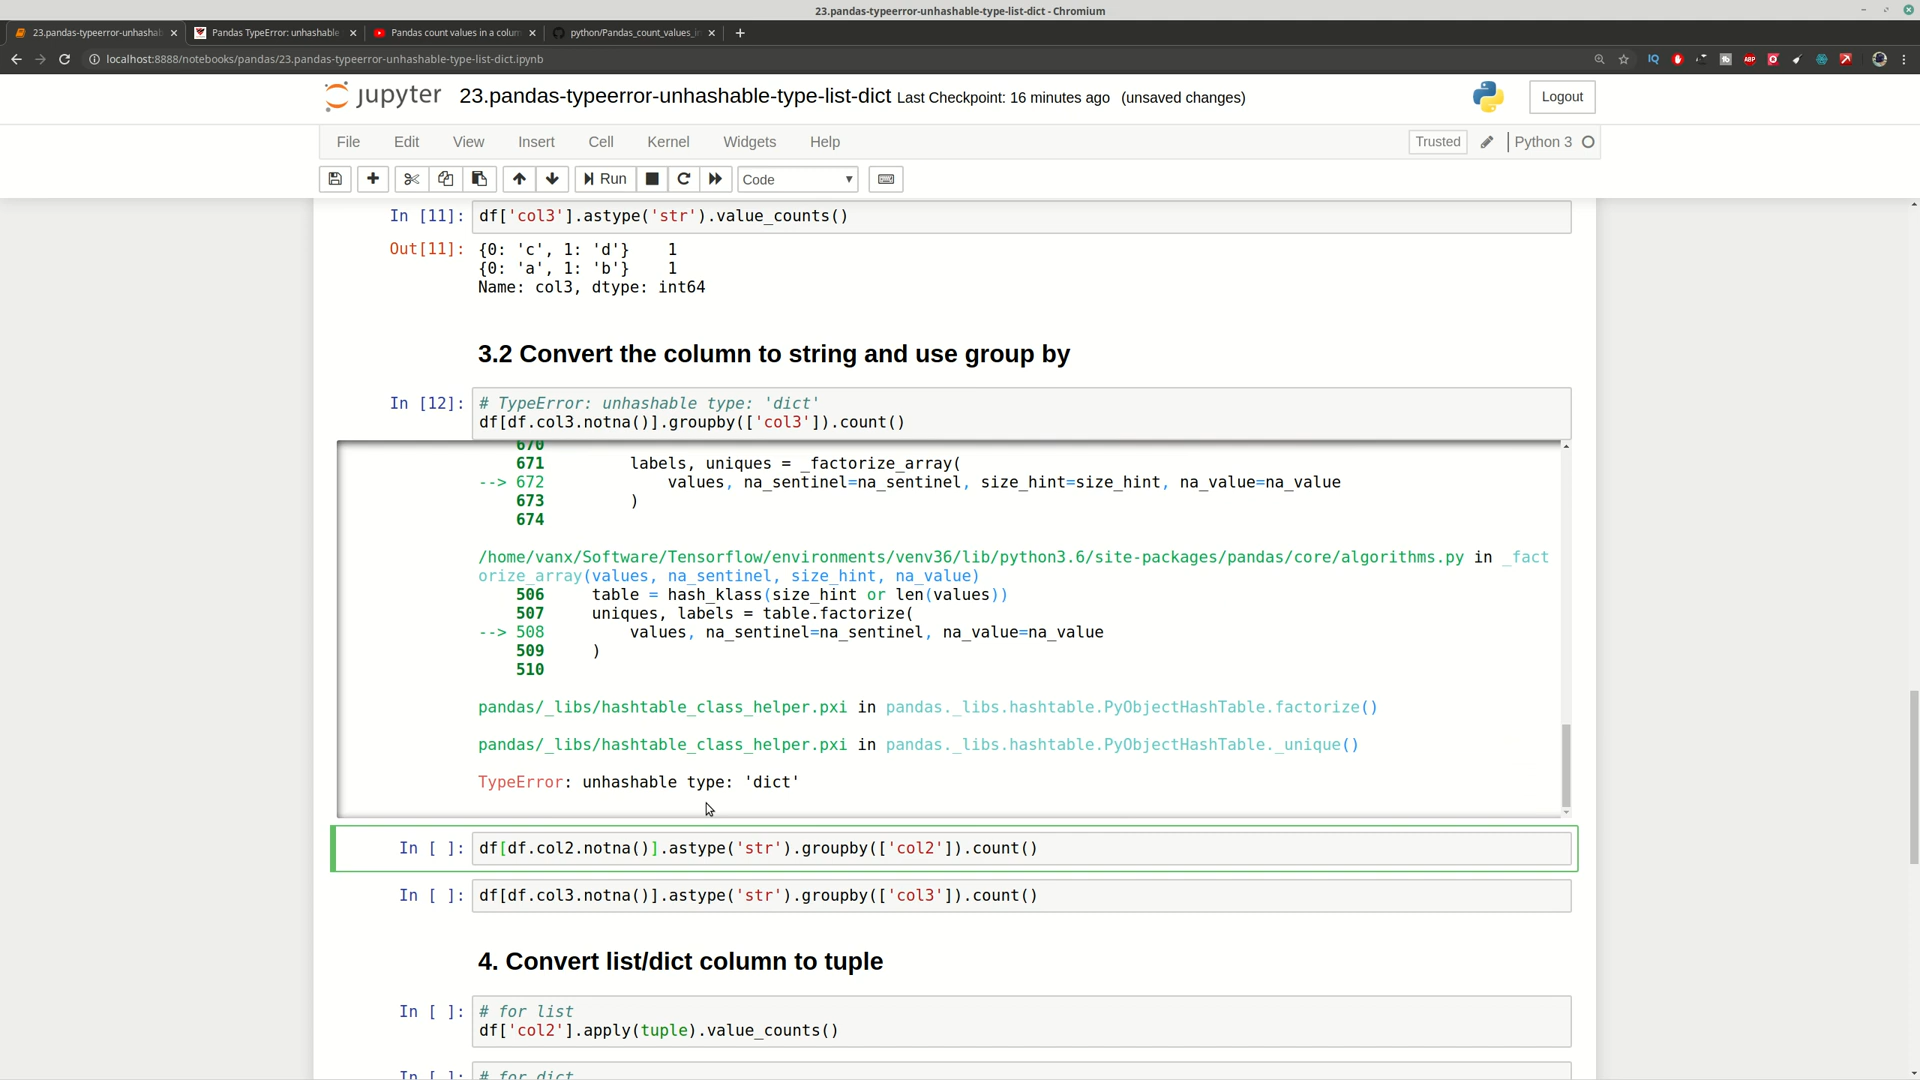 23.pandas-typeerror-unhashable-type-list-dict - Chromium
23.pandas-typeerror-unhashab
Pandas TypeError: unhashable
Pandas count values in a colum
python/Pandas_count_values_in
localhost:8888/notebooks/pandas/23.pandas-typeerror-unhashable-type-list-dict.ipynb
IQ
ABP
jupyter 23.pandas-typeerror-unhashable-type-list-dict Last Checkpoint: 16 minutes ago (unsaved changes)
Logout
File Edit View Insert Cell Kernel Widgets Help
Trusted
Python 3
Run
Code
In [11]: df['col3'].astype('str').value_counts()
Out[11]: {0: 'c', 1: 'd'} 1
{0: 'a', 1: 'b'} 1
Name: col3, dtype: int64
3.2 Convert the column to string and use group by
In [12]: # TypeError: unhashable type: 'dict'
df[df.col3.notna()].groupby(['col3']).count()
670
671 labels, uniques = _factorize_array(
--> 672 values, na_sentinel=na_sentinel, size_hint=size_hint, na_value=na_value
673 )
674
/home/vanx/Software/Tensorflow/environments/venv36/lib/python3.6/site-packages/pandas/core/algorithms.py in _fact
orize_array(values, na_sentinel, size_hint, na_value)
506 table = hash_klass(size_hint or len(values))
507 uniques, labels = table.factorize(
--> 508 values, na_sentinel=na_sentinel, na_value=na_value
509 )
510
pandas/_libs/hashtable_class_helper.pxi in pandas._libs.hashtable.PyObjectHashTable.factorize()
pandas/_libs/hashtable_class_helper.pxi in pandas._libs.hashtable.PyObjectHashTable._unique()
TypeError: unhashable type: 'dict'
In [ ]: df[df.col2.notna()].astype('str').groupby(['col2']).count()
In [ ]: df[df.col3.notna()].astype('str').groupby(['col3']).count()
4. Convert list/dict column to tuple
In [ ]: # for list
df['col2'].apply(tuple).value_counts()
In [ ]: # for dict